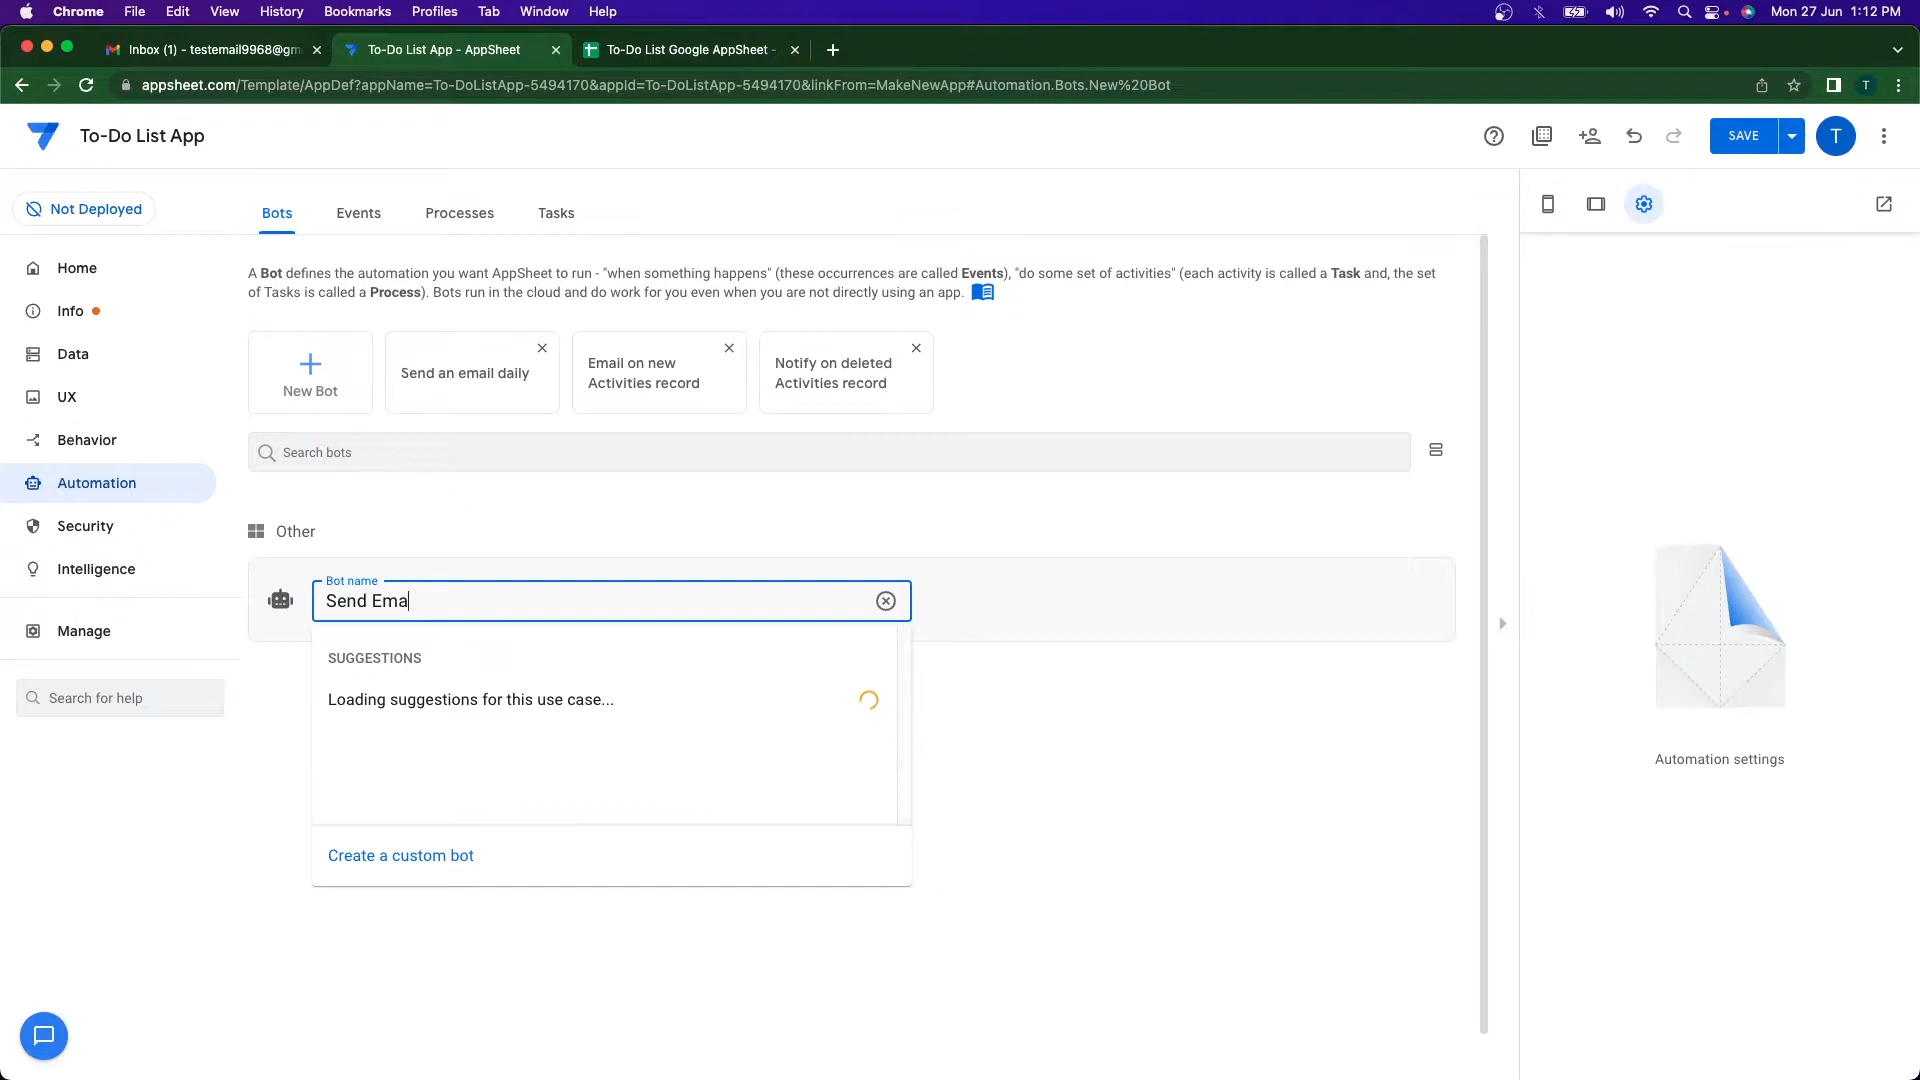 Chrome File Edit View History Bookmarks Profiles Tab Window Help Mon 27 Jun 1:12 PM
Inbox (1) - testemail9968@gm
To-Do List App - AppSheet
To-Do List Google AppSheet -
appsheet.com/Template/AppDef?appName=To-DoListApp-5494170&appId=To-DoListApp-5494170&linkFrom=MakeNewApp#Automation.Bots.New%20Bot
T
To-Do List App
SAVE
T
Not Deployed
Bots Events Processes Tasks
Home
Info
Data
UX
Behavior
Automation
Security
Intelligence
Manage
Search for help
A Bot defines the automation you want AppSheet to run - "when something happens" (these occurrences are called Events), "do some set of activities" (each activity is called a Task and, the set
of Tasks is called a Process). Bots run in the cloud and do work for you even when you are not directly using an app.
New Bot
Send an email daily
Email on new
Activities record
Notify on deleted
Activities record
Search bots
Other
Bot name
Send Ema
SUGGESTIONS
Loading suggestions for this use case...
Create a custom bot
Automation settings